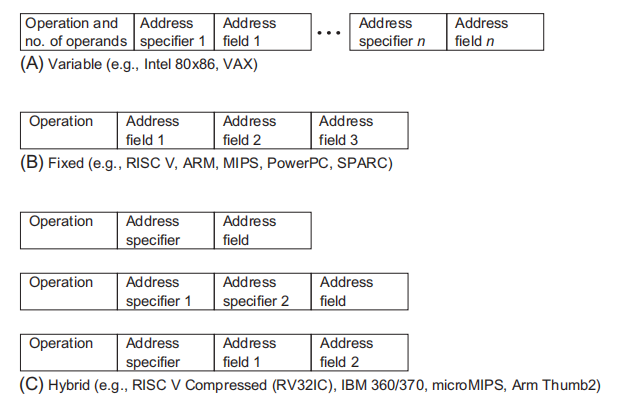 Operation and Address Address Address Address
no. of operands specifier 1 field 1 ••• specifier n field n
(A) Variable (e.g., Intel 80x86, VAX)
Operation Address Address Address
field 1 field 2 field 3
(B) Fixed (e.g., RISC V, ARM, MIPS, PowerPC, SPARC)
Operation Address Address
specifier field
Operation Address Address Address
specifier 1 specifier 2 field
Operation Address Address Address
specifier field 1 field 2
(C) Hybrid (e.g., RISC V Compressed (RV32IC), IBM 360/370, microMIPS, Arm Thumb2)